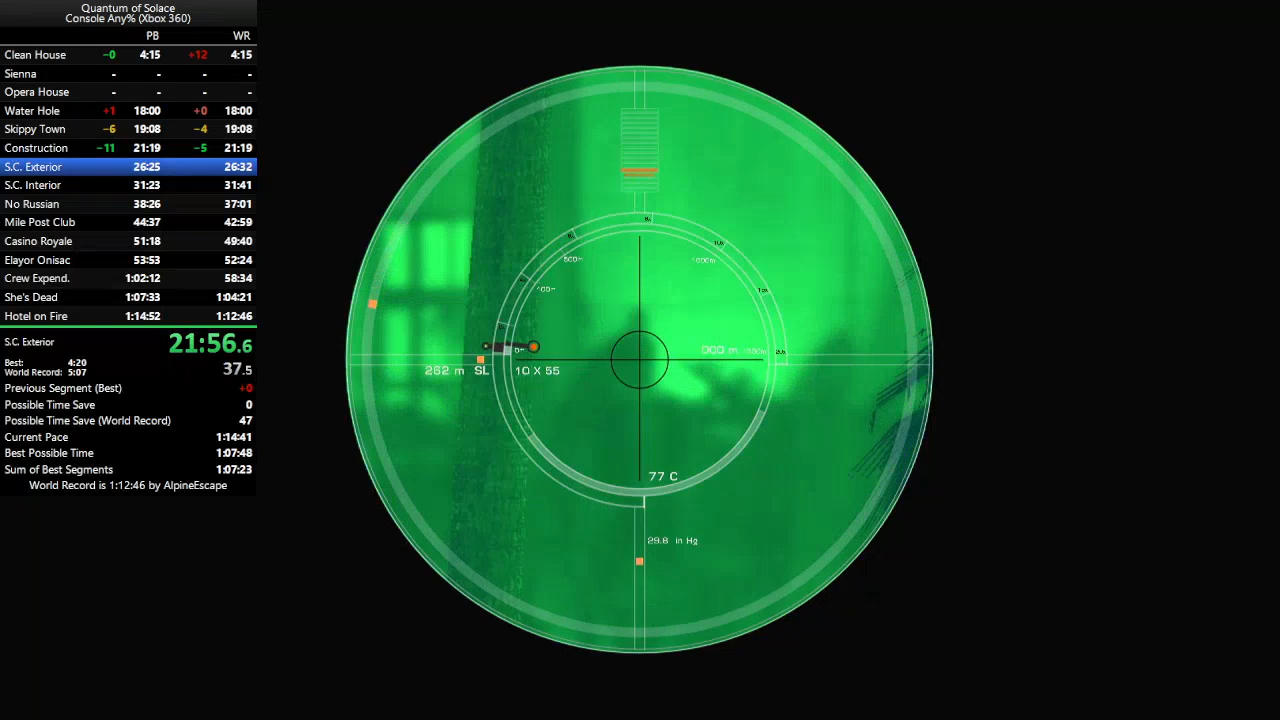 Quantum of Solace
Console Any% (Xbox 360)
PB WR
Clean House −0 4:15 +12 4:15
Sienna - - - -
Opera House - - - -
Water Hole +1 18:00 +0 18:00
Skippy Town −6 19:08 −4 19:08
Construction −11 21:19 −5 21:19
S.C. Exterior 26:25 26:32
S.C. Interior 31:23 31:41
No Russian 38:26 37:01
Mile Post Club 44:37 42:59
Casino Royale 51:18 49:40
Elayor Onisac 53:53 52:24
Crew Expend. 1:02:12 58:34
She's Dead 1:07:33 1:04:21
Hotel on Fire 1:14:52 1:12:46
S.C. Exterior 21:56.6
Best: 4:20
World Record: 5:07 37.5
Previous Segment (Best) +0
Possible Time Save 0
Possible Time Save (World Record) 47
Current Pace 1:14:41
Best Possible Time 1:07:48
Sum of Best Segments 1:07:23
World Record is 1:12:46 by AlpineEscape
500m 1000m
100m
0m 000 m
262 m SL 10 X 55
77 C
29.8 in Hg